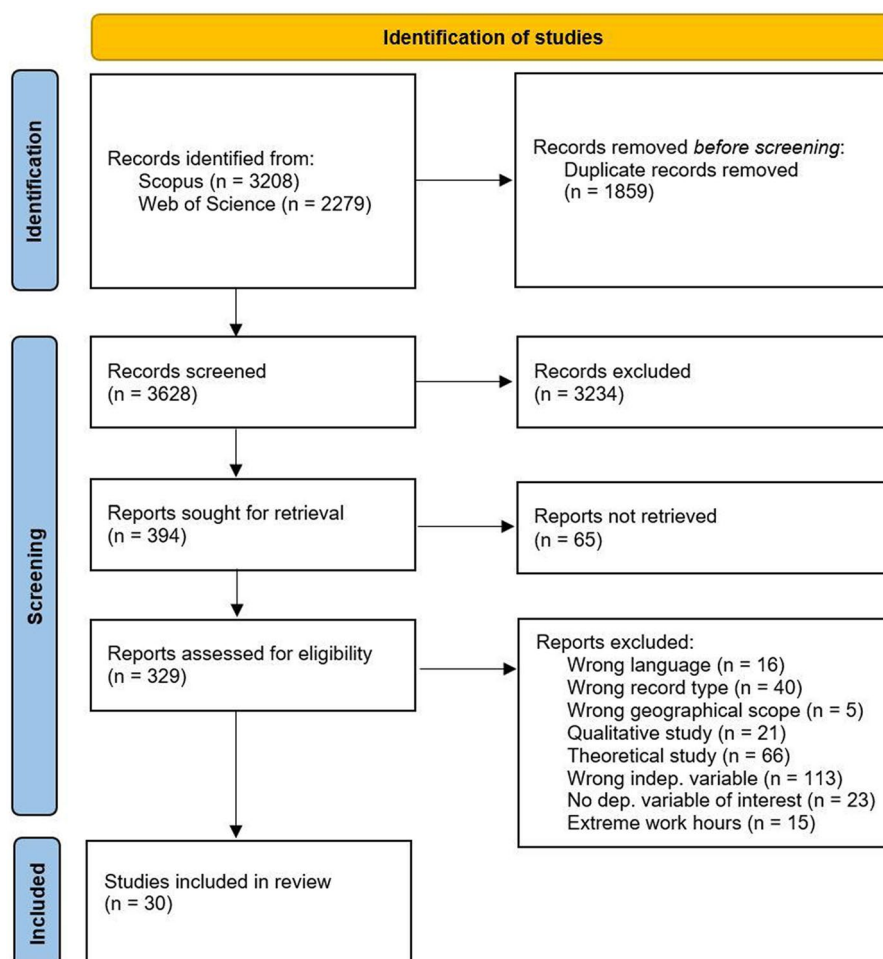 Identification of studies
Identification
Records identified from:
Scopus (n = 3208)
Web of Science (n = 2279)
Records removed before screening:
Duplicate records removed
(n = 1859)
Screening
Records screened
(n = 3628)
Records excluded
(n = 3234)
Reports sought for retrieval
(n = 394)
Reports not retrieved
(n = 65)
Reports assessed for eligibility
(n = 329)
Reports excluded:
Wrong language (n = 16)
Wrong record type (n = 40)
Wrong geographical scope (n = 5)
Qualitative study (n = 21)
Theoretical study (n = 66)
Wrong indep. variable (n = 113)
No dep. variable of interest (n = 23)
Extreme work hours (n = 15)
Included
Studies included in review
(n = 30)